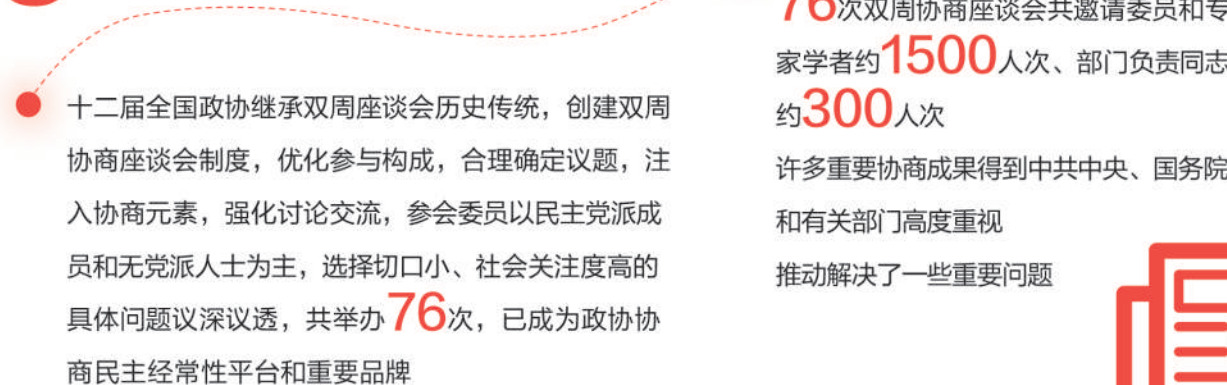 十二届全国政协继承双周座谈会历史传统，创建双周
协商座谈会制度，优化参与构成，合理确定议题，注
入协商元素，强化讨论交流，参会委员以民主党派成
员和无党派人士为主，选择切口小、社会关注度高的
具体问题议深议透，共举办76次，已成为政协协
商民主经常性平台和重要品牌
76次双周协商座谈会共邀请委员和专
家学者约1500人次、部门负责同志
约300人次
许多重要协商成果得到中共中央、国务院
和有关部门高度重视
推动解决了一些重要问题